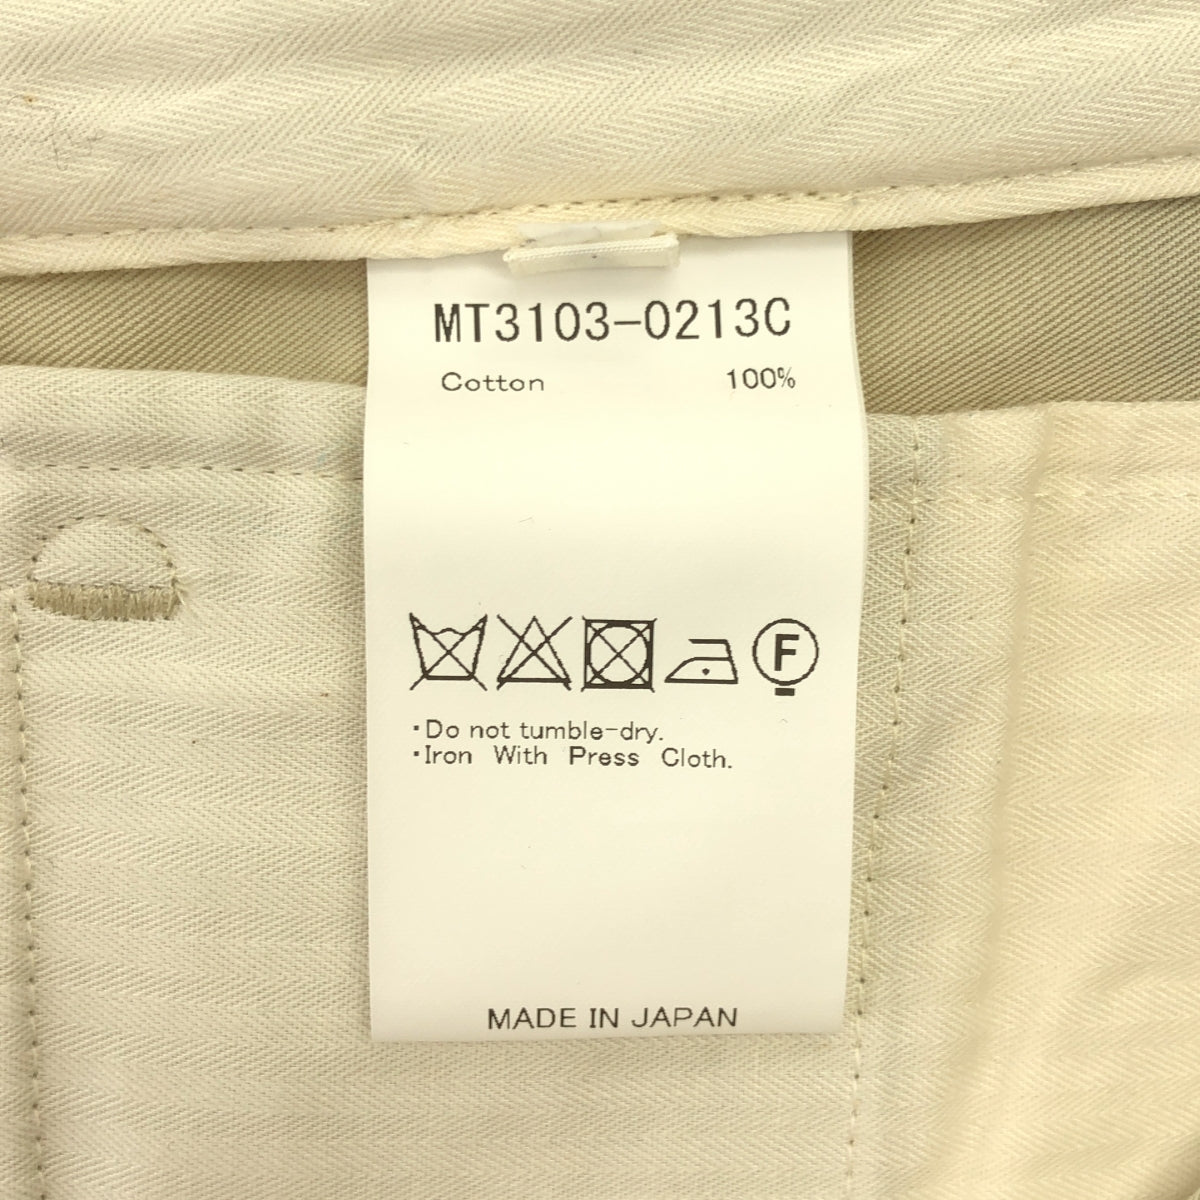 MT3103-0213C
Cotton 100%
F
・Do not tumble-dry.
・Iron With Press Cloth.
MADE IN JAPAN